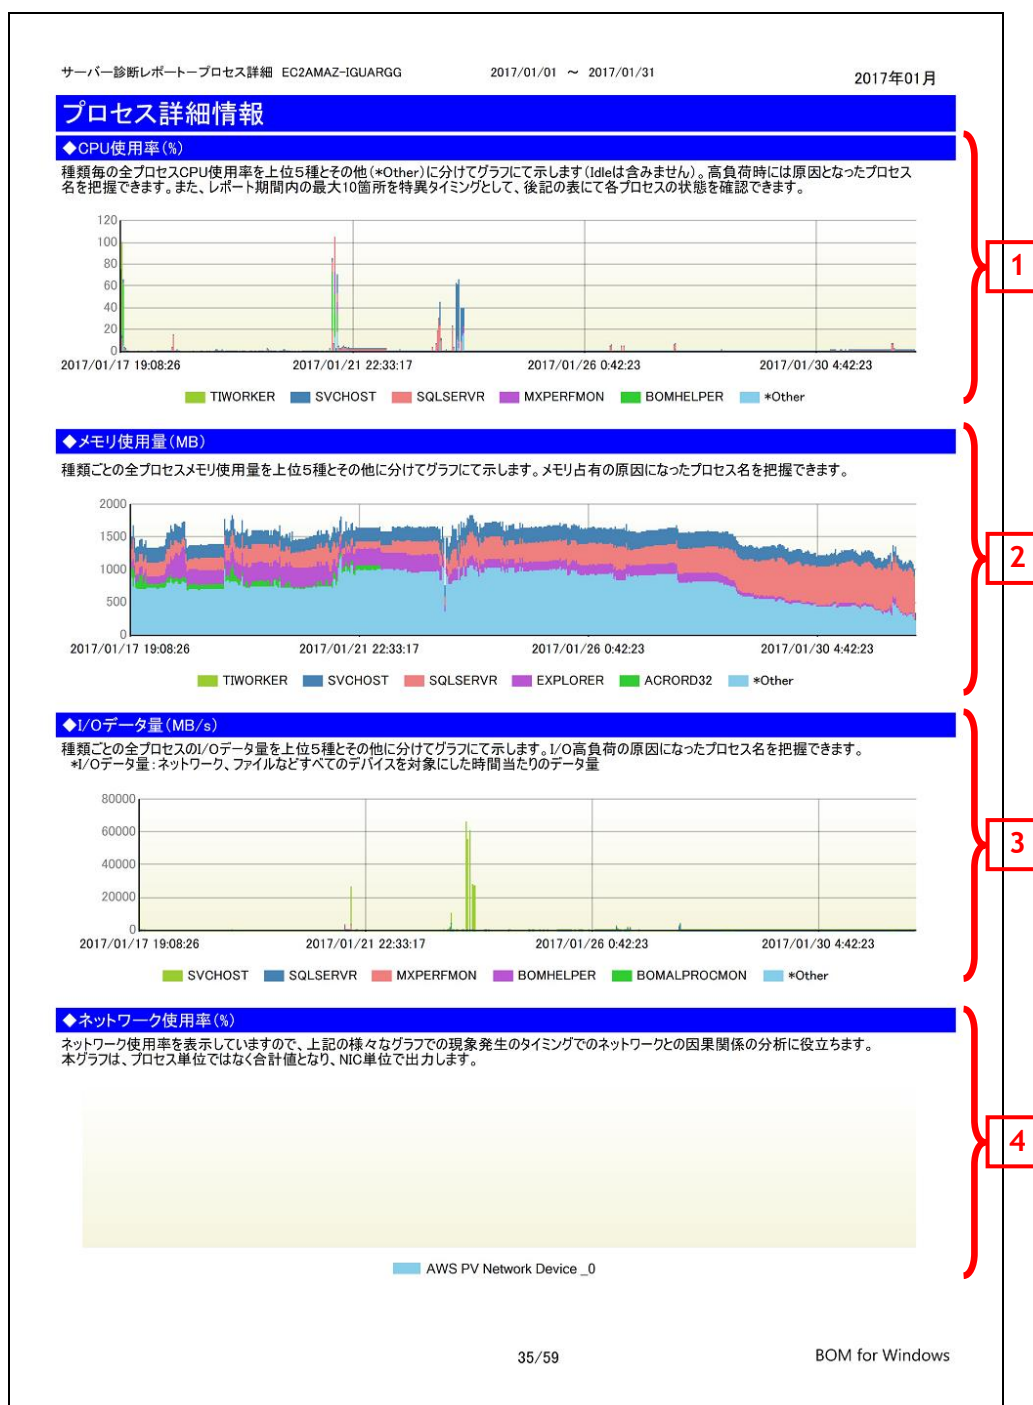 サーバー診断レポートープロセス詳細 EC2AMAZ-IGUARGG 2017/01/01 ～ 2017/01/31
2017年01月
プロセス詳細情報
◆CPU使用率(%)
種類毎の全プロセスCPU使用率を上位5種とその他(*Other)に分けてグラフにて示します(Idleは含みません)。高負荷時には原因となったプロセス
名を把握できます。また、レポート期間内の最大10箇所を特異タイミングとして、後記の表にて各プロセスの状態を確認できます。
120
100
80
60
40
20
0
2017/01/17 19:08:26 2017/01/21 22:33:17 2017/01/26 0:42:23 2017/01/30 4:42:23
TIWORKER SVCHOST SQLSERVR MXPERFMON BOMHELPER *Other
1
◆メモリ使用量(MB)
種類ごとの全プロセスメモリ使用量を上位5種とその他に分けてグラフにて示します。メモリ占有の原因になったプロセス名を把握できます。
2000
1500
1000
500
0
2017/01/17 19:08:26 2017/01/21 22:33:17 2017/01/26 0:42:23 2017/01/30 4:42:23
TIWORKER SVCHOST SQLSERVR EXPLORER ACRORD32 *Other
2
◆I/Oデータ量(MB/s)
種類ごとの全プロセスのI/Oデータ量を上位5種とその他に分けてグラフにて示します。I/O高負荷の原因になったプロセス名を把握できます。
*I/Oデータ量:ネットワーク、ファイルなどすべてのデバイスを対象にした時間当たりのデータ量
80000
60000
40000
20000
0
2017/01/17 19:08:26 2017/01/21 22:33:17 2017/01/26 0:42:23 2017/01/30 4:42:23
SVCHOST SQLSERVR MXPERFMON BOMHELPER BOMALPROCMON *Other
3
◆ネットワーク使用率(%)
ネットワーク使用率を表示していますので、上記の様々なグラフでの現象発生のタイミングでのネットワークとの因果関係の分析に役立ちます。
本グラフは、プロセス単位ではなく合計値となり、NIC単位で出力します。
AWS PV Network Device _0
4
35/59
BOM for Windows